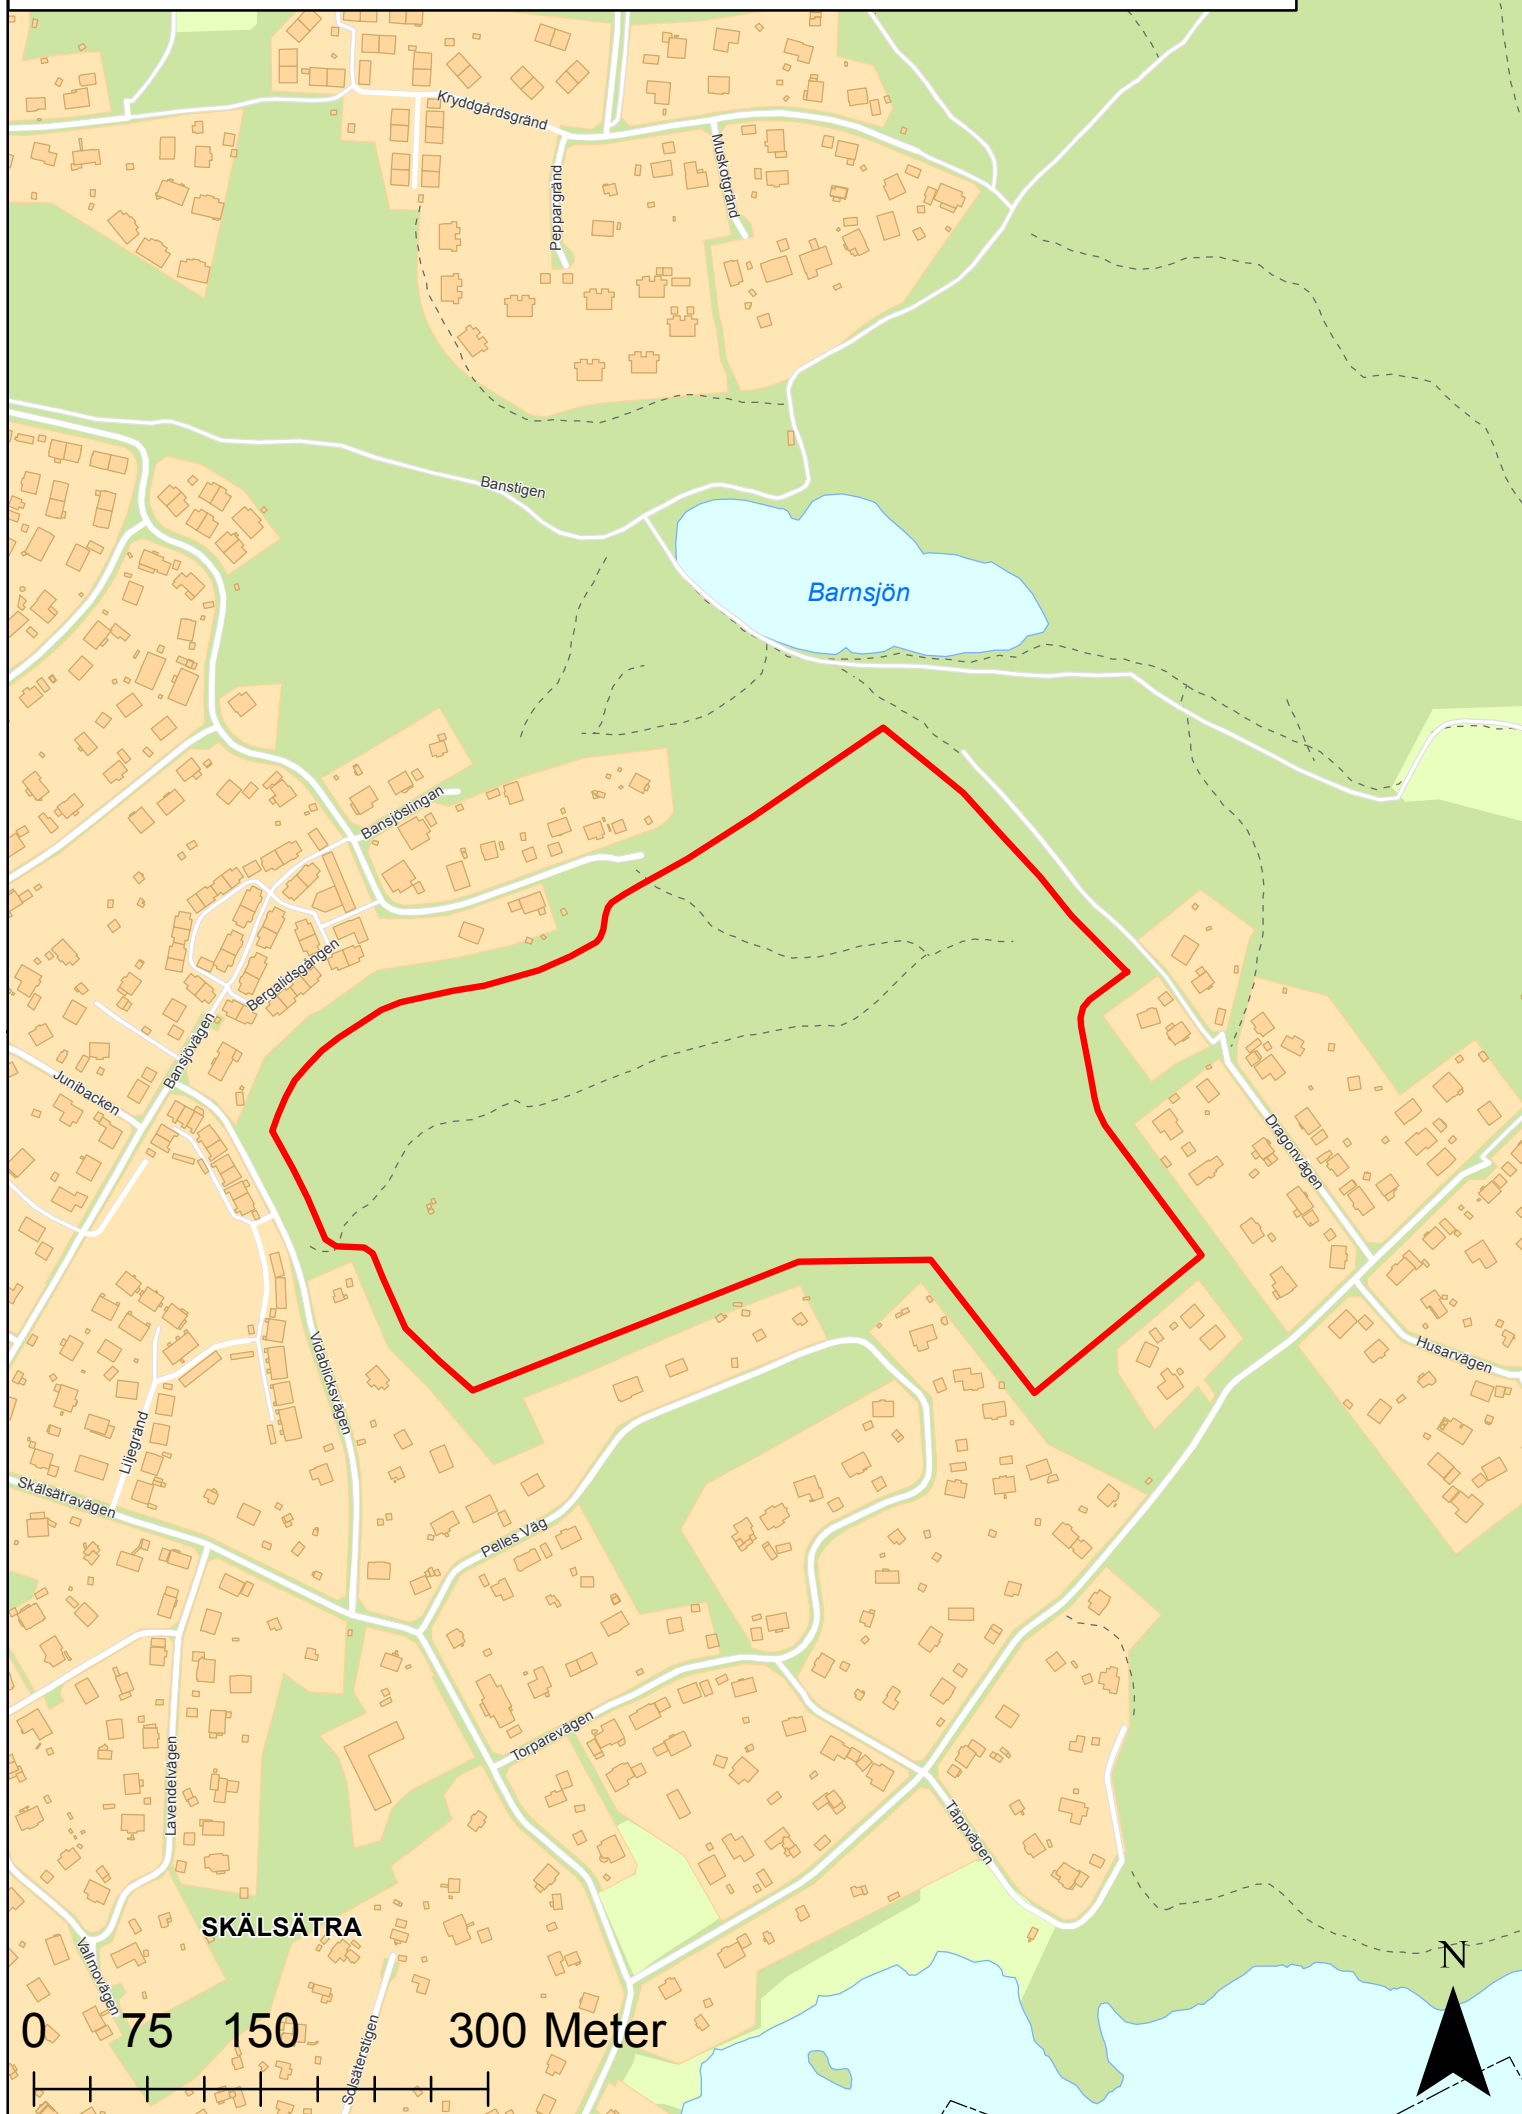 Kryddgårdsgränd
Muskotgränd
Peppargränd
Banstigen
Barnsjön
Bansjöslingan
Bergalidsgången
Bansjövägen
Junibacken
Dragonvägen
Husarvägen
Vidablicksvägen
Liljegränd
Skälsätravägen
Pelles Väg
Torparevägen
Lavendelvägen
Täppvägen
SKÄLSÄTRA
Vallmovägen
Solsäterstigen
N
0 75 150 300 Meter